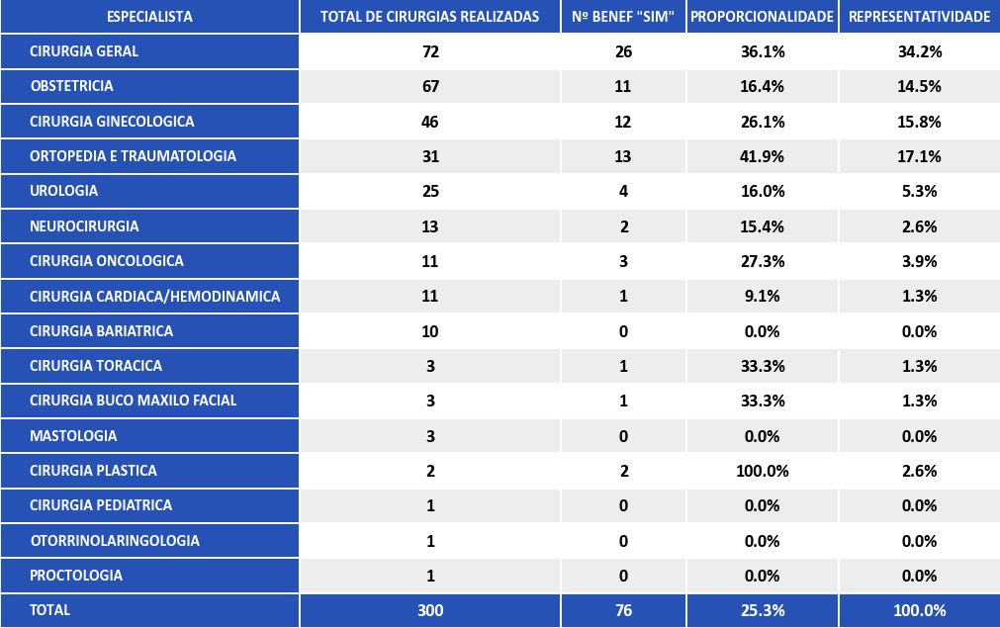 ESPECIALISTA TOTAL DE CIRURGIAS REALIZADAS Nº BENEF "SIM" PROPORCIONALIDADE REPRESENTATIVIDADE
CIRURGIA GERAL 72 26 36.1% 34.2%
OBSTETRICIA 67 11 16.4% 14.5%
CIRURGIA GINECOLOGICA 46 12 26.1% 15.8%
ORTOPEDIA E TRAUMATOLOGIA 31 13 41.9% 17.1%
UROLOGIA 25 4 16.0% 5.3%
NEUROCIRURGIA 13 2 15.4% 2.6%
CIRURGIA ONCOLOGICA 11 3 27.3% 3.9%
CIRURGIA CARDIACA/HEMODINAMICA 11 1 9.1% 1.3%
CIRURGIA BARIATRICA 10 0 0.0% 0.0%
CIRURGIA TORACICA 3 1 33.3% 1.3%
CIRURGIA BUCO MAXILO FACIAL 3 1 33.3% 1.3%
MASTOLOGIA 3 0 0.0% 0.0%
CIRURGIA PLASTICA 2 2 100.0% 2.6%
CIRURGIA PEDIATRICA 1 0 0.0% 0.0%
OTORRINOLARINGOLOGIA 1 0 0.0% 0.0%
PROCTOLOGIA 1 0 0.0% 0.0%
TOTAL 300 76 25.3% 100.0%